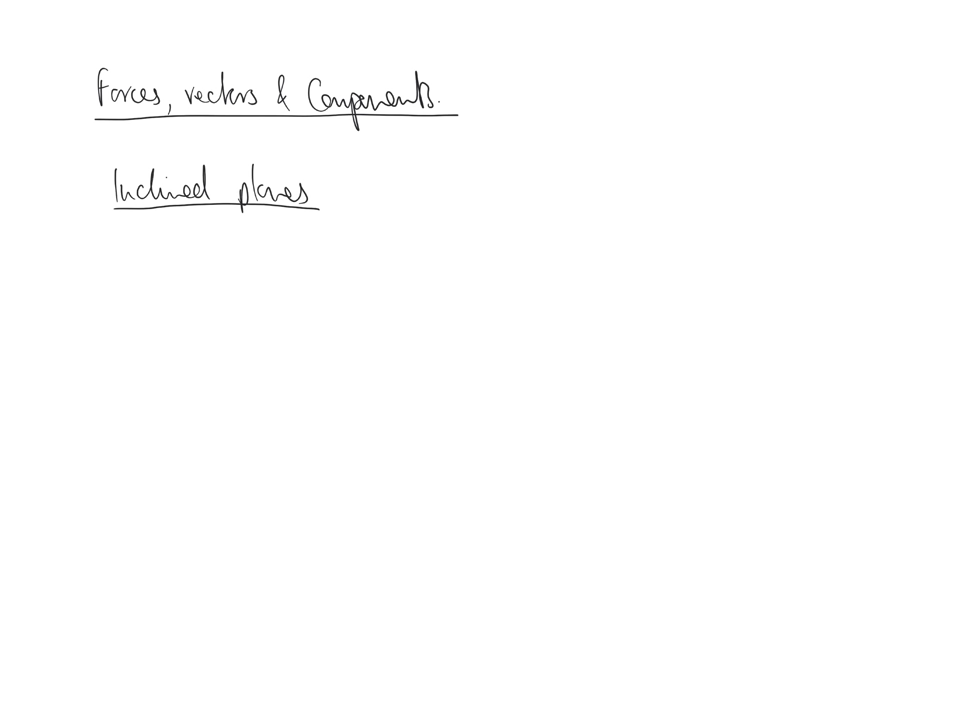 Forces, vectors & Components.
Inclined planes